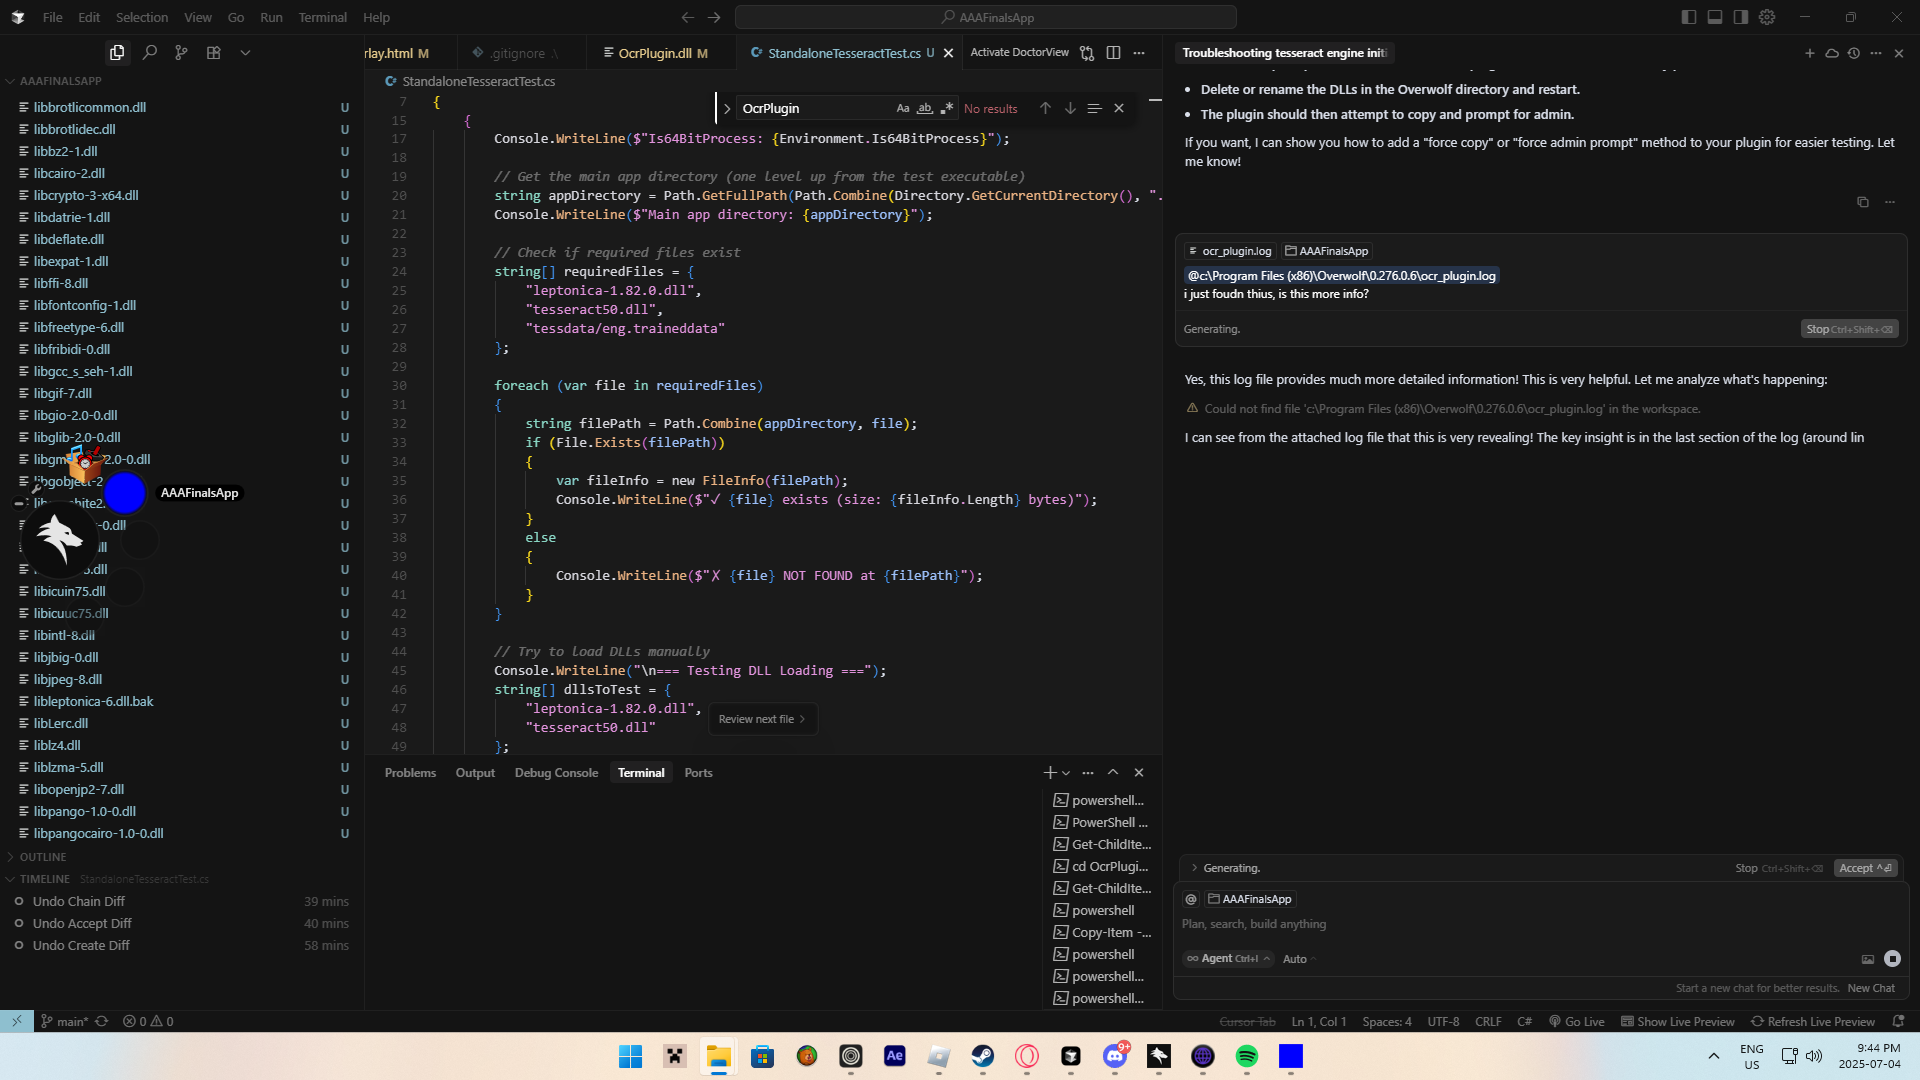 File Edit Selection View Go Run Terminal Help
AAAFinalsApp
AAAFINALSAPP
libbrotlicommon.dll U
libbrotlidec.dll U
libbz2-1.dll U
libcairo-2.dll U
libcrypto-3-x64.dll U
libdatrie-1.dll U
libdeflate.dll U
libexpat-1.dll U
libffi-8.dll U
libfontconfig-1.dll U
libfreetype-6.dll U
libfribidi-0.dll U
libgcc_s_seh-1.dll U
libgif-7.dll U
libgio-2.0-0.dll U
libglib-2.0-0.dll U
libgm 2.0-0.dll U
libgobject-2 U
U
-0.dll U
U
U
libicuin75.dll U
libicuuc75.dll U
libintl-8.dll U
libjbig-0.dll U
libjpeg-8.dll U
libleptonica-6.dll.bak U
libLerc.dll U
liblz4.dll U
liblzma-5.dll U
libopenjp2-7.dll U
libpango-1.0-0.dll U
libpangocairo-1.0-0.dll U
AAAFinalsApp
OUTLINE
TIMELINE StandaloneTesseractTest.cs
Undo Chain Diff 39 mins
Undo Accept Diff 40 mins
Undo Create Diff 58 mins
rlay.html M .gitignore OcrPlugin.dll M StandaloneTesseractTest.cs U Activate DoctorView
StandaloneTesseractTest.cs
OcrPlugin Aa ab No results
7 {
15 {
17 Console.WriteLine($"Is64BitProcess: {Environment.Is64BitProcess}");
18
19 // Get the main app directory (one level up from the test executable)
20 string appDirectory = Path.GetFullPath(Path.Combine(Directory.GetCurrentDirectory(), ".
21 Console.WriteLine($"Main app directory: {appDirectory}");
22
23 // Check if required files exist
24 string[] requiredFiles = {
25 "leptonica-1.82.0.dll",
26 "tesseract50.dll",
27 "tessdata/eng.traineddata"
28 };
29
30 foreach (var file in requiredFiles)
31 {
32 string filePath = Path.Combine(appDirectory, file);
33 if (File.Exists(filePath))
34 {
35 var fileInfo = new FileInfo(filePath);
36 Console.WriteLine($"✓ {file} exists (size: {fileInfo.Length} bytes)");
37 }
38 else
39 {
40 Console.WriteLine($"✗ {file} NOT FOUND at {filePath}");
41 }
42 }
43
44 // Try to load DLLs manually
45 Console.WriteLine("\n=== Testing DLL Loading ===");
46 string[] dllsToTest = {
47 "leptonica-1.82.0.dll",
48 "tesseract50.dll"
49 };
Review next file
Problems Output Debug Console Terminal Ports
powershell...
PowerShell ...
Get-ChildIte...
cd OcrPlugi...
Get-ChildIte...
powershell
Copy-Item -...
powershell
powershell...
powershell...
Troubleshooting tesseract engine initi
• Delete or rename the DLLs in the Overwolf directory and restart.
• The plugin should then attempt to copy and prompt for admin.
If you want, I can show you how to add a "force copy" or "force admin prompt" method to your plugin for easier testing. Let
me know!
ocr_plugin.log AAAFinalsApp
@c:\Program Files (x86)\Overwolf\0.276.0.6\ocr_plugin.log
i just foudn thius, is this more info?
Generating. Stop Ctrl+Shift+⌫
Yes, this log file provides much more detailed information! This is very helpful. Let me analyze what's happening:
Could not find file 'c:\Program Files (x86)\Overwolf\0.276.0.6\ocr_plugin.log' in the workspace.
I can see from the attached log file that this is very revealing! The key insight is in the last section of the log (around lin
Generating. Stop Ctrl+Shift+⌫ Accept ^⏎
@ AAAFinalsApp
Plan, search, build anything
Agent Ctrl+I Auto
Start a new chat for better results. New Chat
main* 0 0 Cursor Tab Ln 1, Col 1 Spaces: 4 UTF-8 CRLF C# Go Live Show Live Preview Refresh Live Preview
Ae 9+ ENG
US
9:44 PM
2025-07-04